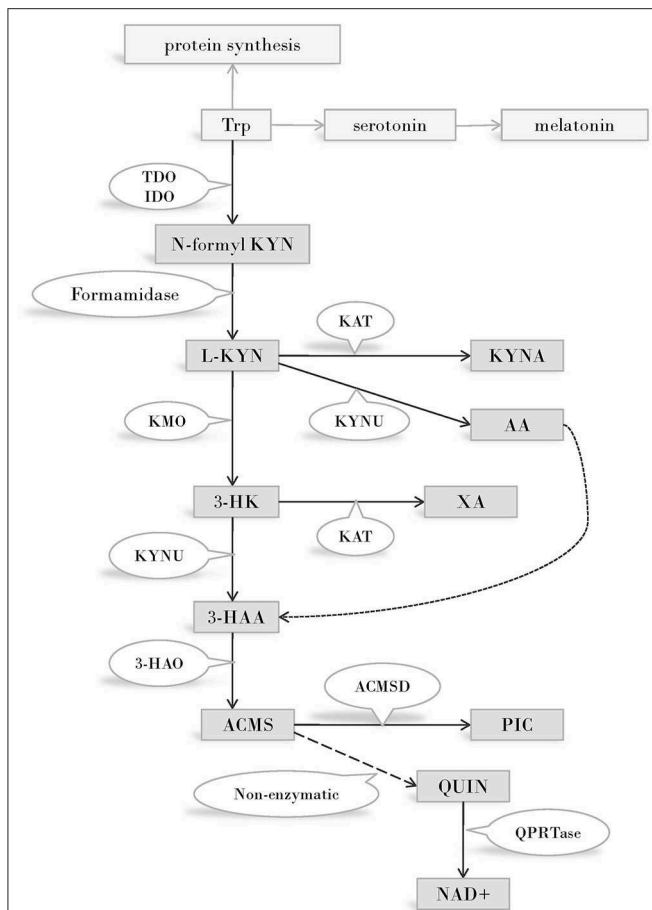 protein synthesis
Trp
serotonin
melatonin
TDO
IDO
N-formyl KYN
Formamidase
KAT
L-KYN
KYNA
KMO
KYNU
AA
3-HK
XA
KAT
KYNU
3-HAA
3-HAO
ACMSD
ACMS
PIC
Non-enzymatic
QUIN
QPRTase
NAD+